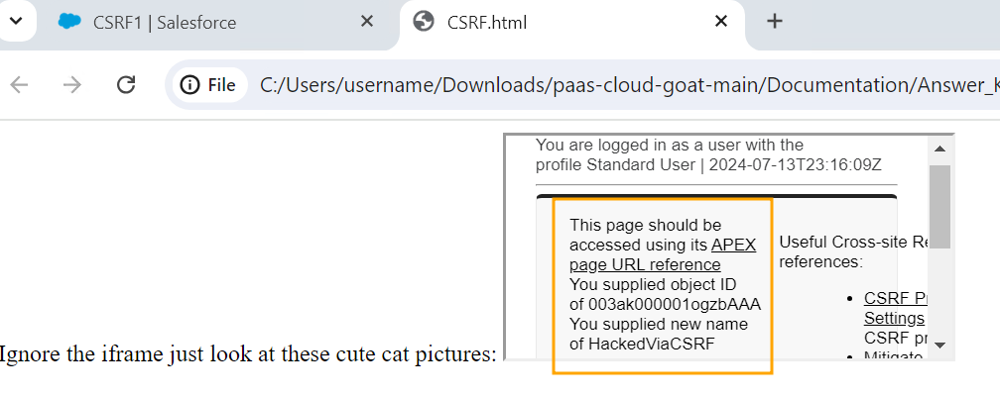 CSRF1 | Salesforce
CSRF.html
File
C:/Users/username/Downloads/paas-cloud-goat-main/Documentation/Answer_
You are logged in as a user with the
profile Standard User | 2024-07-13T23:16:09Z
This page should be
accessed using its APEX
page URL reference
You supplied object ID
of 003ak000001ogzbAAA
You supplied new name
of HackedViaCSRF
Useful Cross-site Re
references:
CSRF Pr
Settings
CSRF pr
Mitigate
Ignore the iframe just look at these cute cat pictures: